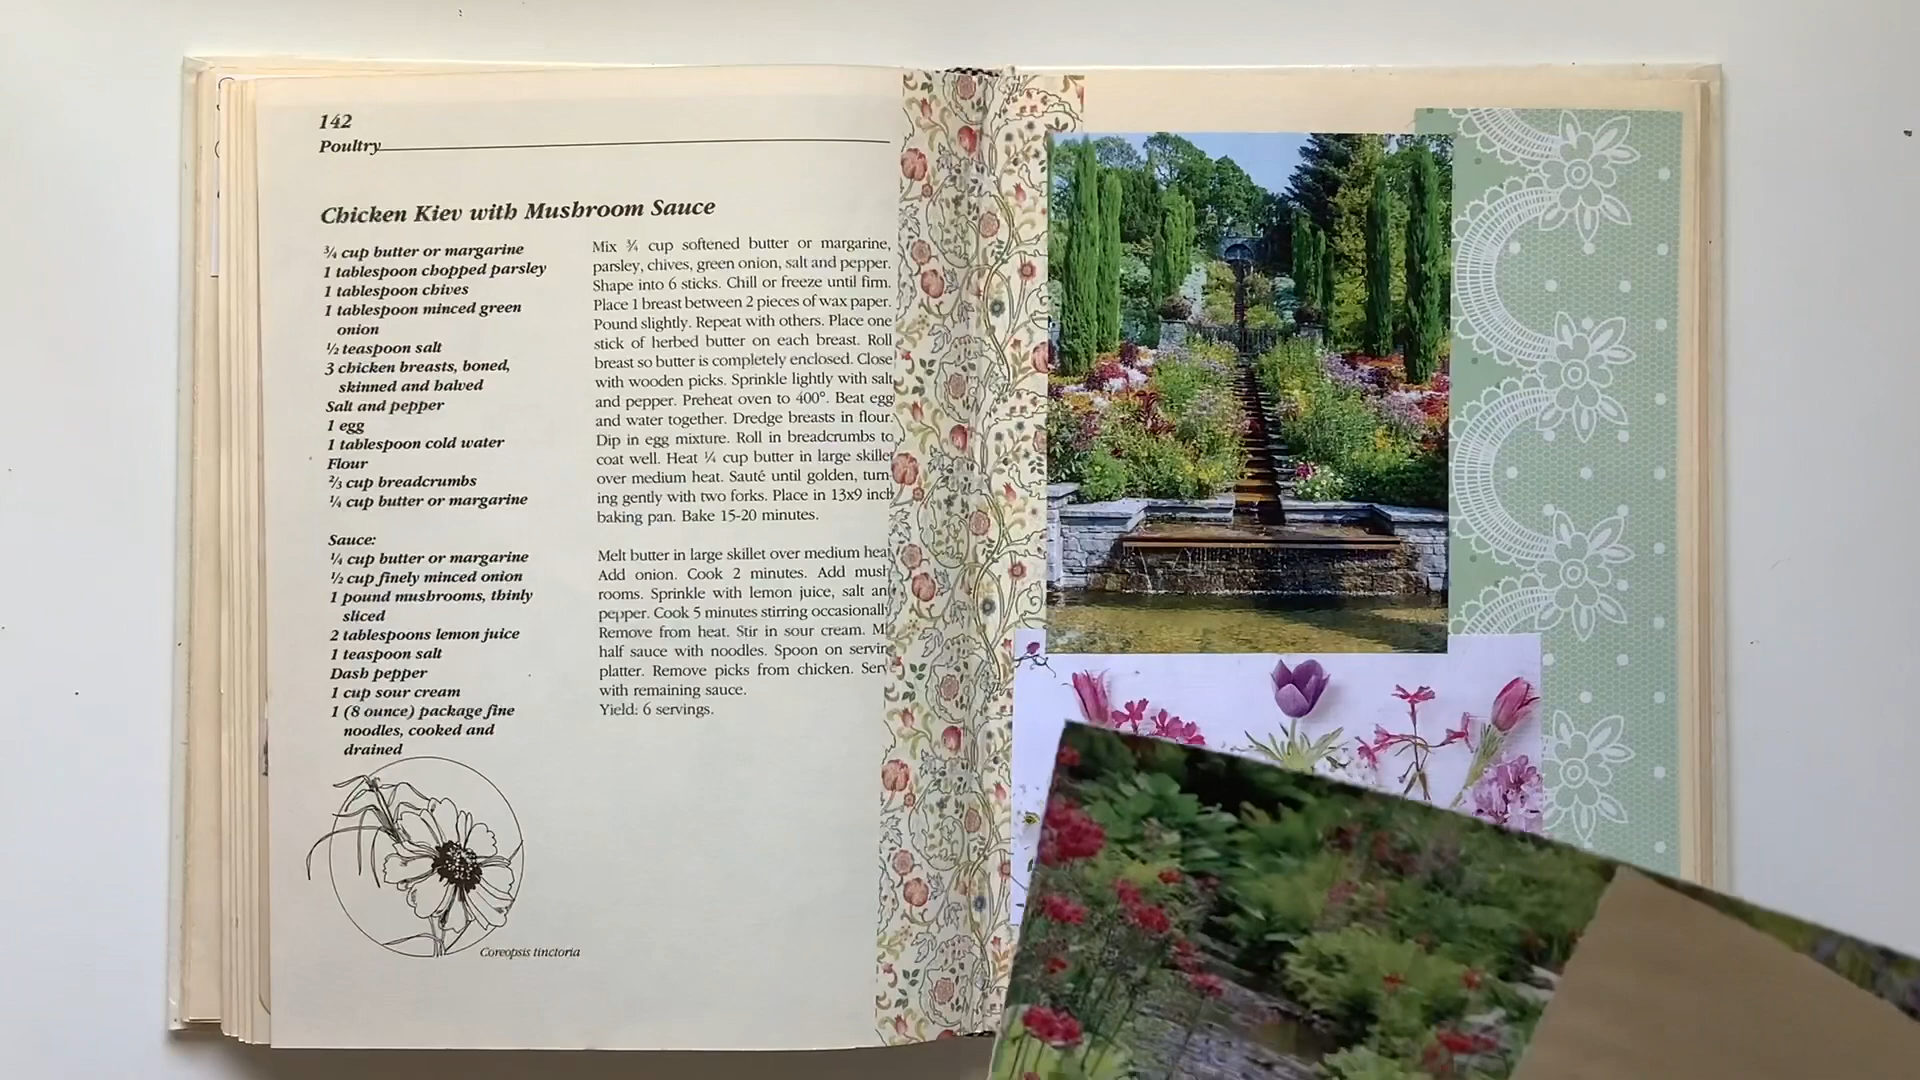 142
Poultry
Chicken Kiev with Mushroom Sauce
¾ cup butter or margarine
1 tablespoon chopped parsley
1 tablespoon chives
1 tablespoon minced green
onion
½ teaspoon salt
3 chicken breasts, boned,
skinned and halved
Salt and pepper
1 egg
1 tablespoon cold water
Flour
⅔ cup breadcrumbs
¼ cup butter or margarine
Sauce:
¼ cup butter or margarine
½ cup finely minced onion
1 pound mushrooms, thinly
sliced
2 tablespoons lemon juice
1 teaspoon salt
Dash pepper
1 cup sour cream
1 (8 ounce) package fine
noodles, cooked and
drained
Mix ¾ cup softened butter or margarine,
parsley, chives, green onion, salt and pepper.
Shape into 6 sticks. Chill or freeze until firm.
Place 1 breast between 2 pieces of wax paper.
Pound slightly. Repeat with others. Place one
stick of herbed butter on each breast. Roll
breast so butter is completely enclosed. Close
with wooden picks. Sprinkle lightly with salt
and pepper. Preheat oven to 400°. Beat egg
and water together. Dredge breasts in flour.
Dip in egg mixture. Roll in breadcrumbs to
coat well. Heat ¼ cup butter in large skillet
over medium heat. Sauté until golden, turn-
ing gently with two forks. Place in 13x9 inch
baking pan. Bake 15-20 minutes.
Melt butter in large skillet over medium heat
Add onion. Cook 2 minutes. Add mush
rooms. Sprinkle with lemon juice, salt an
pepper. Cook 5 minutes stirring occasionally
Remove from heat. Stir in sour cream. M
half sauce with noodles. Spoon on servin
platter. Remove picks from chicken. Serv
with remaining sauce.
Yield: 6 servings.
Coreopsis tinctoria